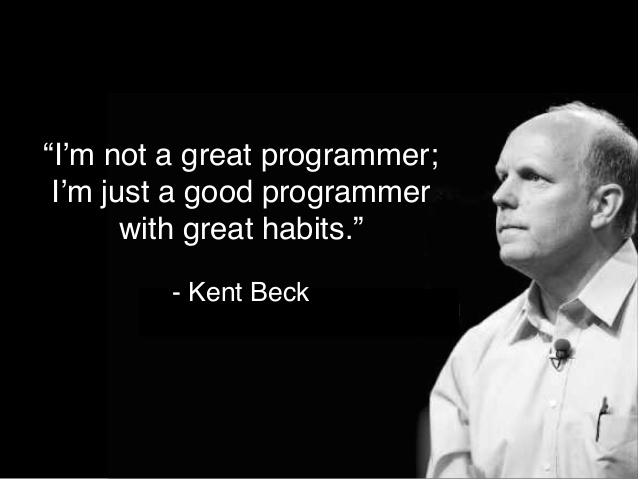 “I’m not a great programmer;
I’m just a good programmer
with great habits.”
- Kent Beck